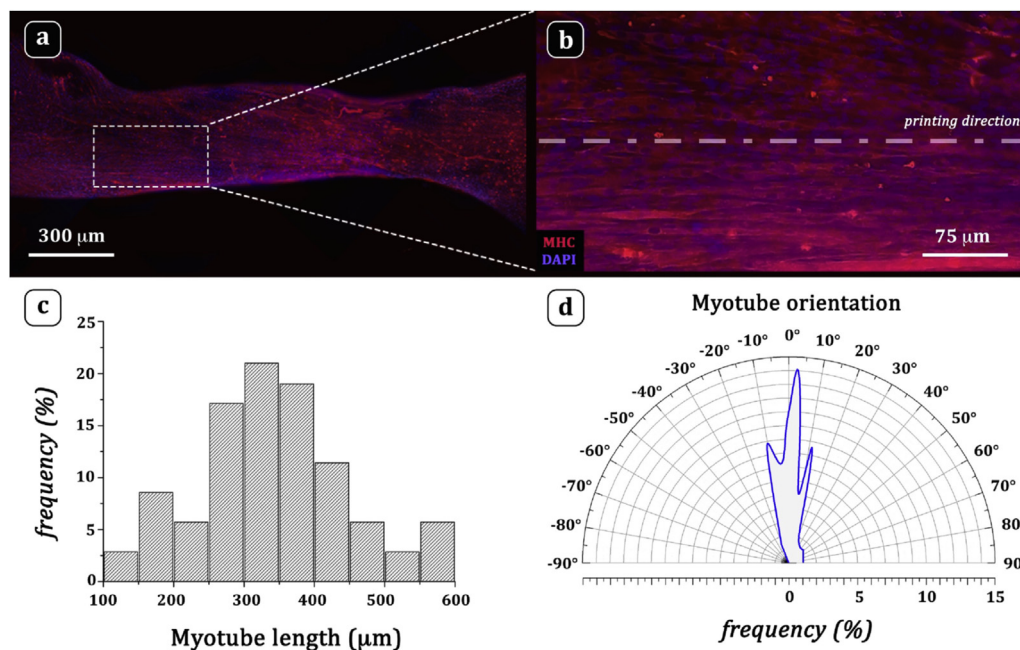 a
300 μm
b
printing direction
MHC
DAPI
75 μm
c
25
20
15
10
5
0
frequency (%)
100
200
300
400
500
600
Myotube length (μm)
d
Myotube orientation
-90°
-80°
-70°
-60°
-50°
-40°
-30°
-20°
-10°
0°
10°
20°
30°
40°
50°
60°
70°
80°
90
0
5
10
15
frequency (%)